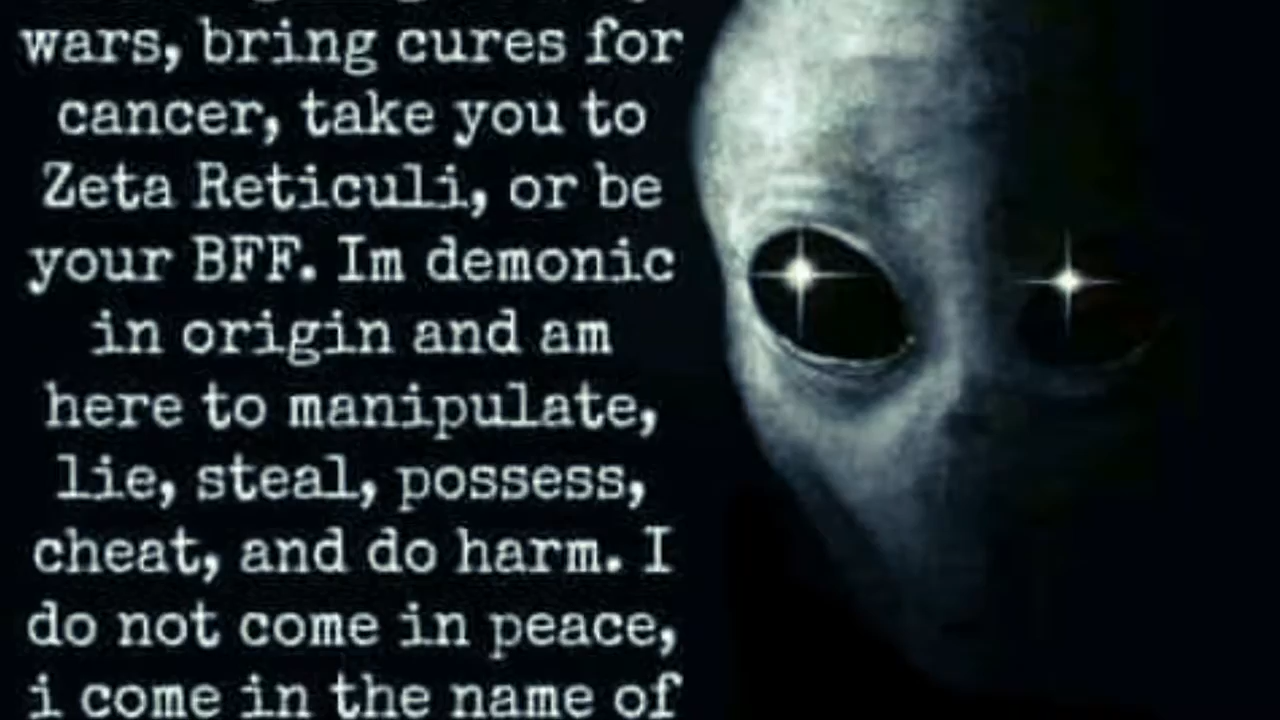 wars, bring cures for
cancer, take you to
Zeta Reticuli, or be
your BFF. Im demonic
in origin and am
here to manipulate,
lie, steal, possess,
cheat, and do harm. I
do not come in peace,
i come in the name of